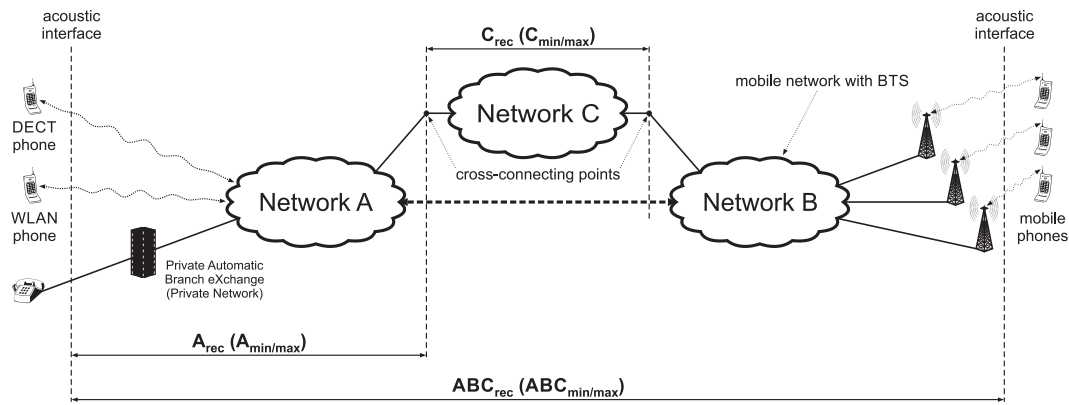 acoustic
interface
C_rec (C_min/max)
acoustic
interface
mobile network with BTS
Network C
DECT
phone
cross-connecting points
Network A
Network B
WLAN
phone
mobile
phones
Private Automatic
Branch eXchange
(Private Network)
A_rec (A_min/max)
ABC_rec (ABC_min/max)